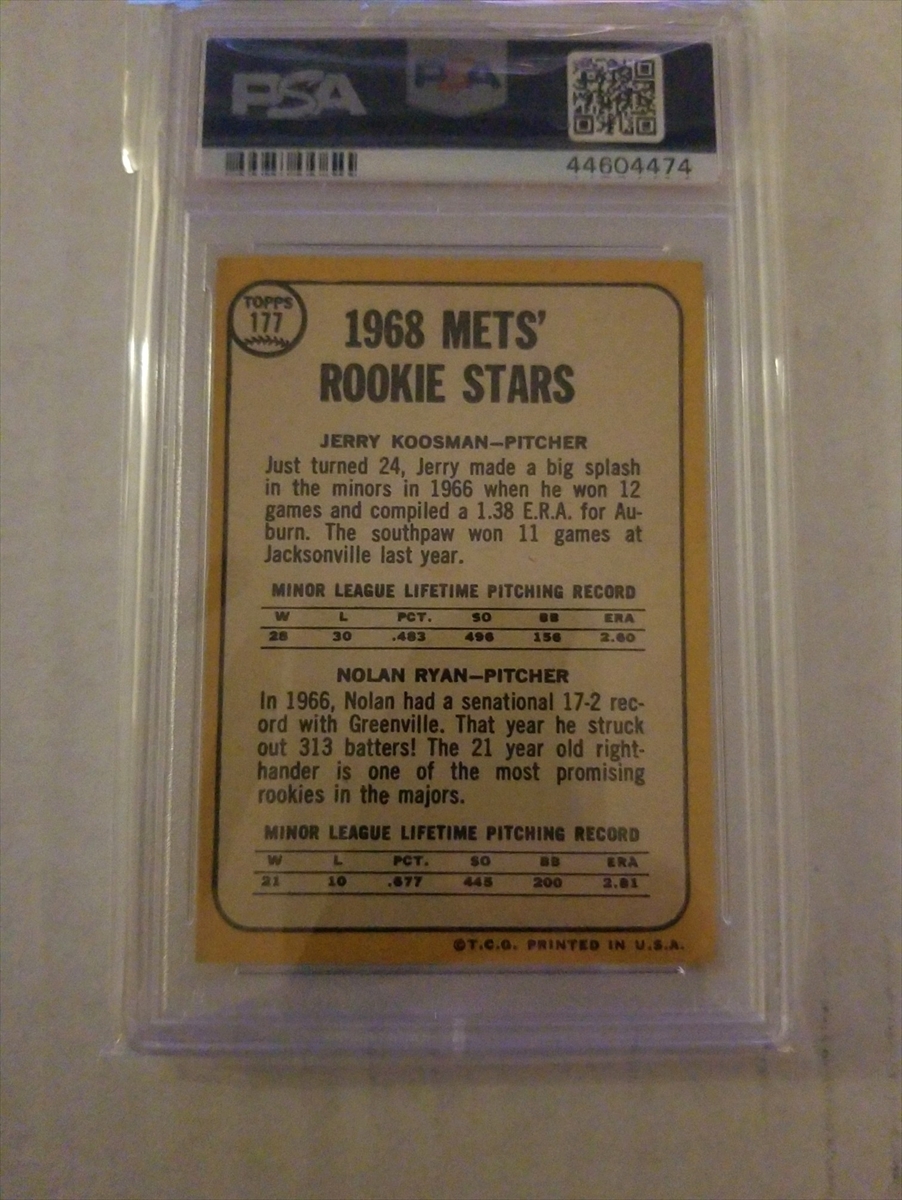 PSA
PSA
44604474
TOPPS
177
1968 METS'
ROOKIE STARS
JERRY KOOSMAN—PITCHER
Just turned 24, Jerry made a big splash
in the minors in 1966 when he won 12
games and compiled a 1.38 E.R.A. for Au-
burn. The southpaw won 11 games at
Jacksonville last year.
MINOR LEAGUE LIFETIME PITCHING RECORD
W L PCT. SO BB ERA
28 30 .483 496 156 2.60
NOLAN RYAN—PITCHER
In 1966, Nolan had a senational 17-2 rec-
ord with Greenville. That year he struck
out 313 batters! The 21 year old right-
hander is one of the most promising
rookies in the majors.
MINOR LEAGUE LIFETIME PITCHING RECORD
W L PCT. SO BB ERA
21 10 .677 445 200 2.81
©T.C.G. PRINTED IN U.S.A.